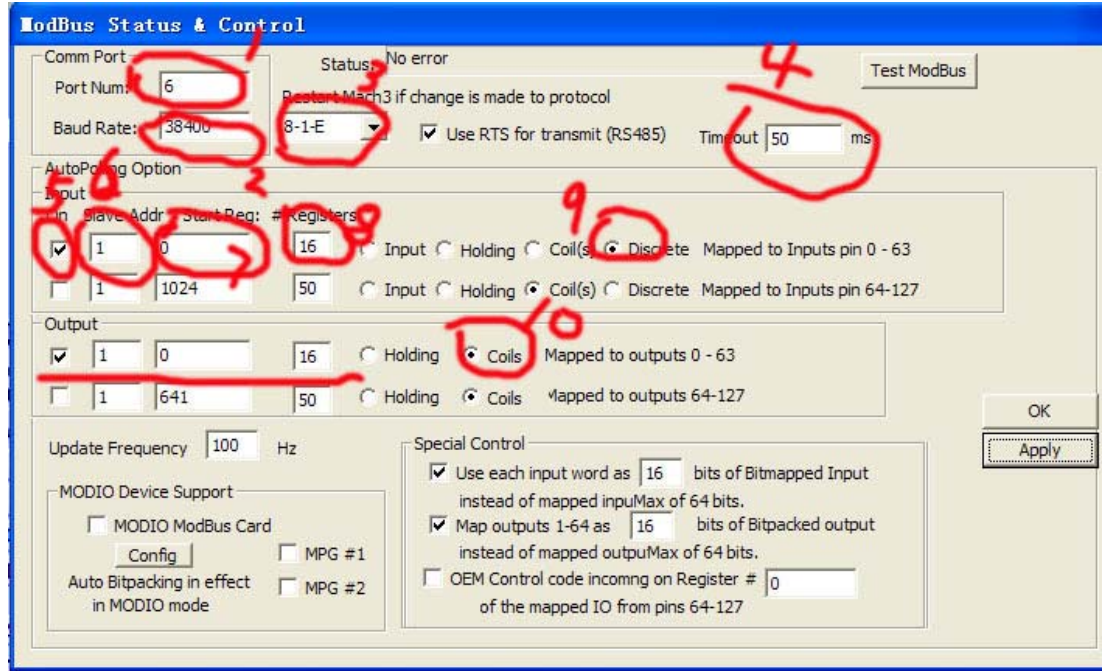 ModBus Status & Control
1
Comm Port
Status: No error
4
Test ModBus
Port Num: 6
3
Restart Mach3 if change is made to protocol
Baud Rate: 38400
8-1-E
Use RTS for transmit (RS485)
Timeout 50 ms
2
AutoPolling Option
5 6
Input
On Slave Addr Start Reg: # Registers
8
9
1 0 16 Input Holding Coil(s) Discrete Mapped to Inputs pin 0 - 63
7
1 1024 50 Input Holding Coil(s) Discrete Mapped to Inputs pin 64-127
10
Output
1 0 16 Holding Coils Mapped to outputs 0 - 63
1 641 50 Holding Coils Mapped to outputs 64-127
OK
Update Frequency 100 Hz
Apply
Special Control
Use each input word as 16 bits of Bitmapped Input
instead of mapped inpuMax of 64 bits.
Map outputs 1-64 as 16 bits of Bitpacked output
instead of mapped outpuMax of 64 bits.
OEM Control code incomng on Register # 0
of the mapped IO from pins 64-127
MODIO Device Support
MODIO ModBus Card
Config
MPG #1
Auto Bitpacking in effect
in MODIO mode
MPG #2